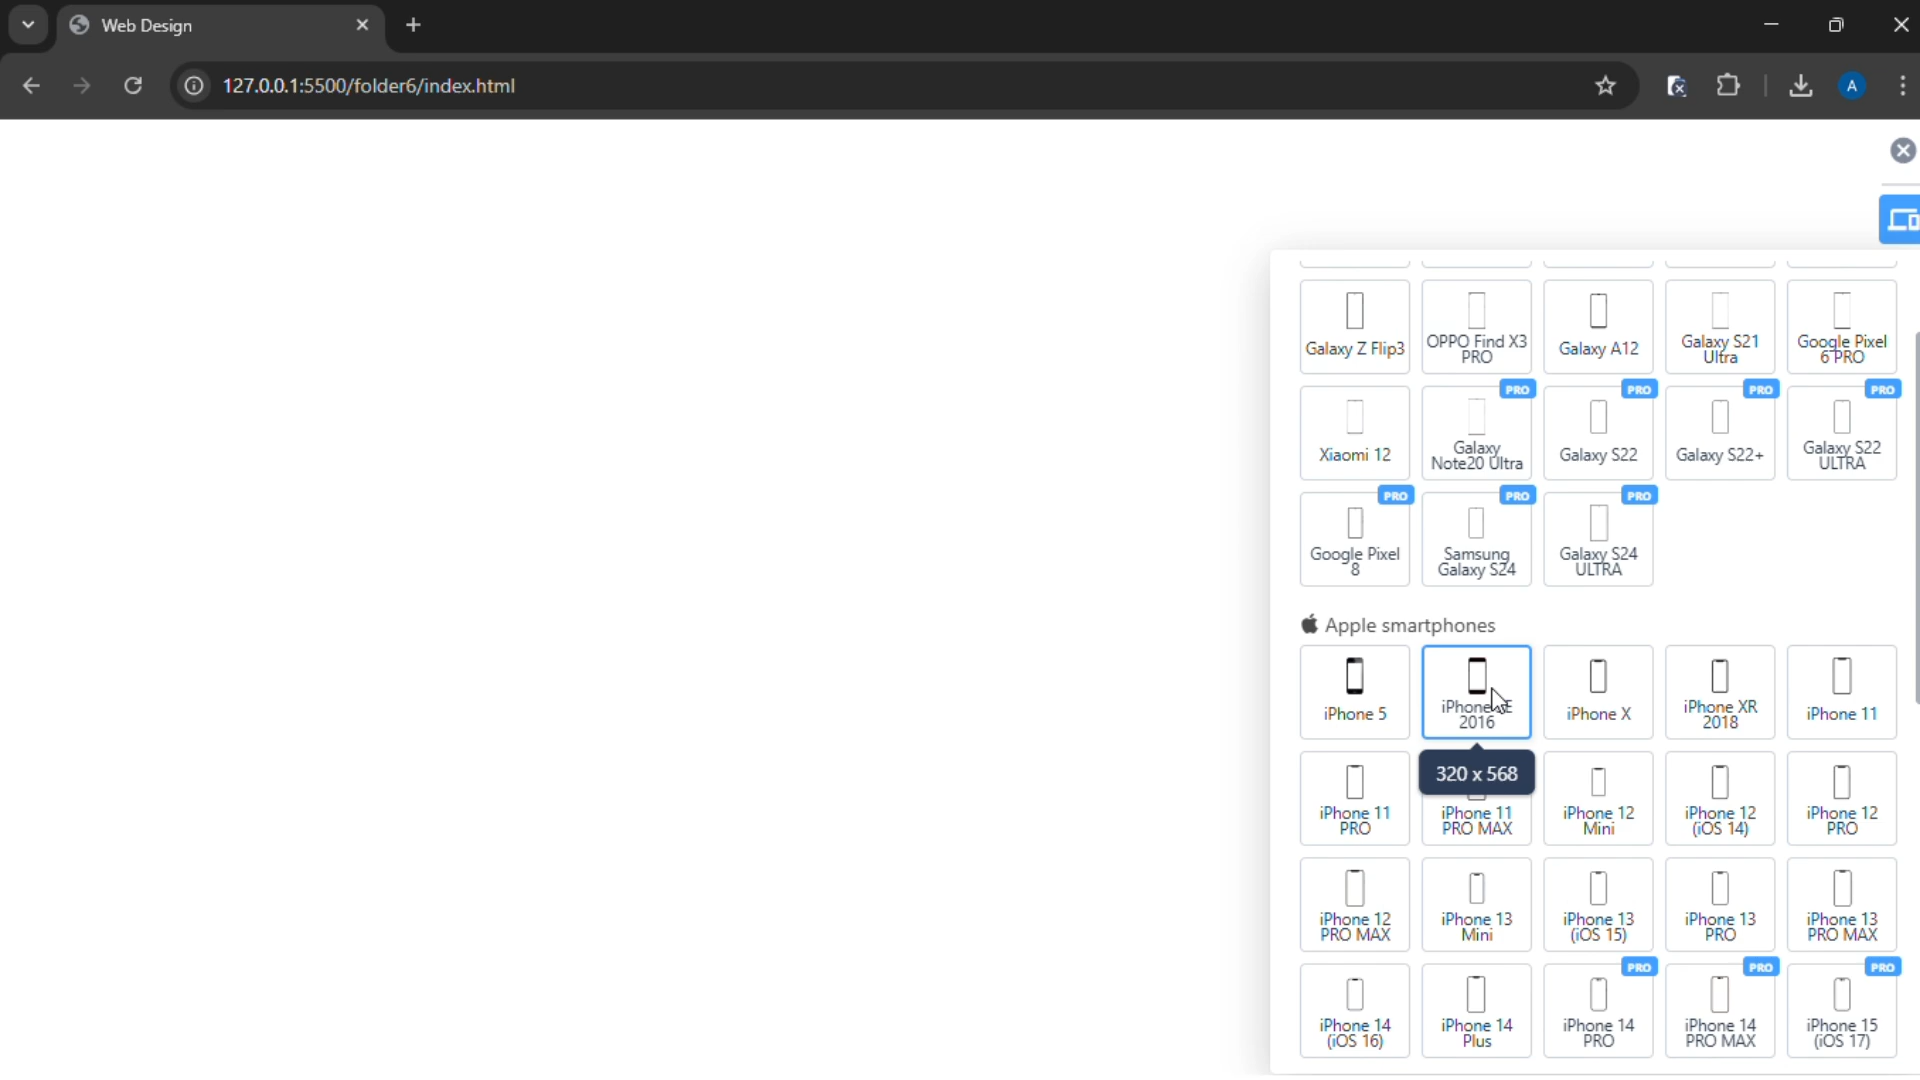 Web Design
127.0.0.1:5500/folder6/index.html
A
Galaxy Z Flip3
OPPO Find X3
PRO
Galaxy A12
Galaxy S21
Ultra
Google Pixel
6 PRO
Xiaomi 12
PRO
Galaxy
Note20 Ultra
PRO
Galaxy S22
PRO
Galaxy S22+
PRO
Galaxy S22
ULTRA
PRO
Google Pixel
8
PRO
Samsung
Galaxy S24
PRO
Galaxy S24
ULTRA
Apple smartphones
iPhone 5
iPhone
2016
iPhone X
iPhone XR
2018
iPhone 11
320 x 568
iPhone 11
PRO
iPhone 11
PRO MAX
iPhone 12
Mini
iPhone 12
(iOS 14)
iPhone 12
PRO
iPhone 12
PRO MAX
iPhone 13
Mini
iPhone 13
(iOS 15)
iPhone 13
PRO
iPhone 13
PRO MAX
iPhone 14
(iOS 16)
iPhone 14
Plus
PRO
iPhone 14
PRO
PRO
iPhone 14
PRO MAX
PRO
iPhone 15
(iOS 17)